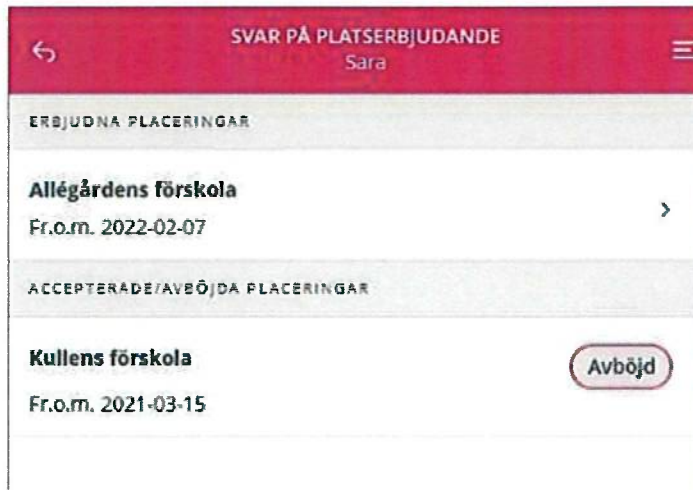 SVAR PÅ PLATSERBJUDANDE
Sara
ERBJUDNA PLACERINGAR
Allégårdens förskola
Fr.o.m. 2022-02-07
ACCEPTERADE/AVBÖJDA PLACERINGAR
Kullens förskola
Avböjd
Fr.o.m. 2021-03-15